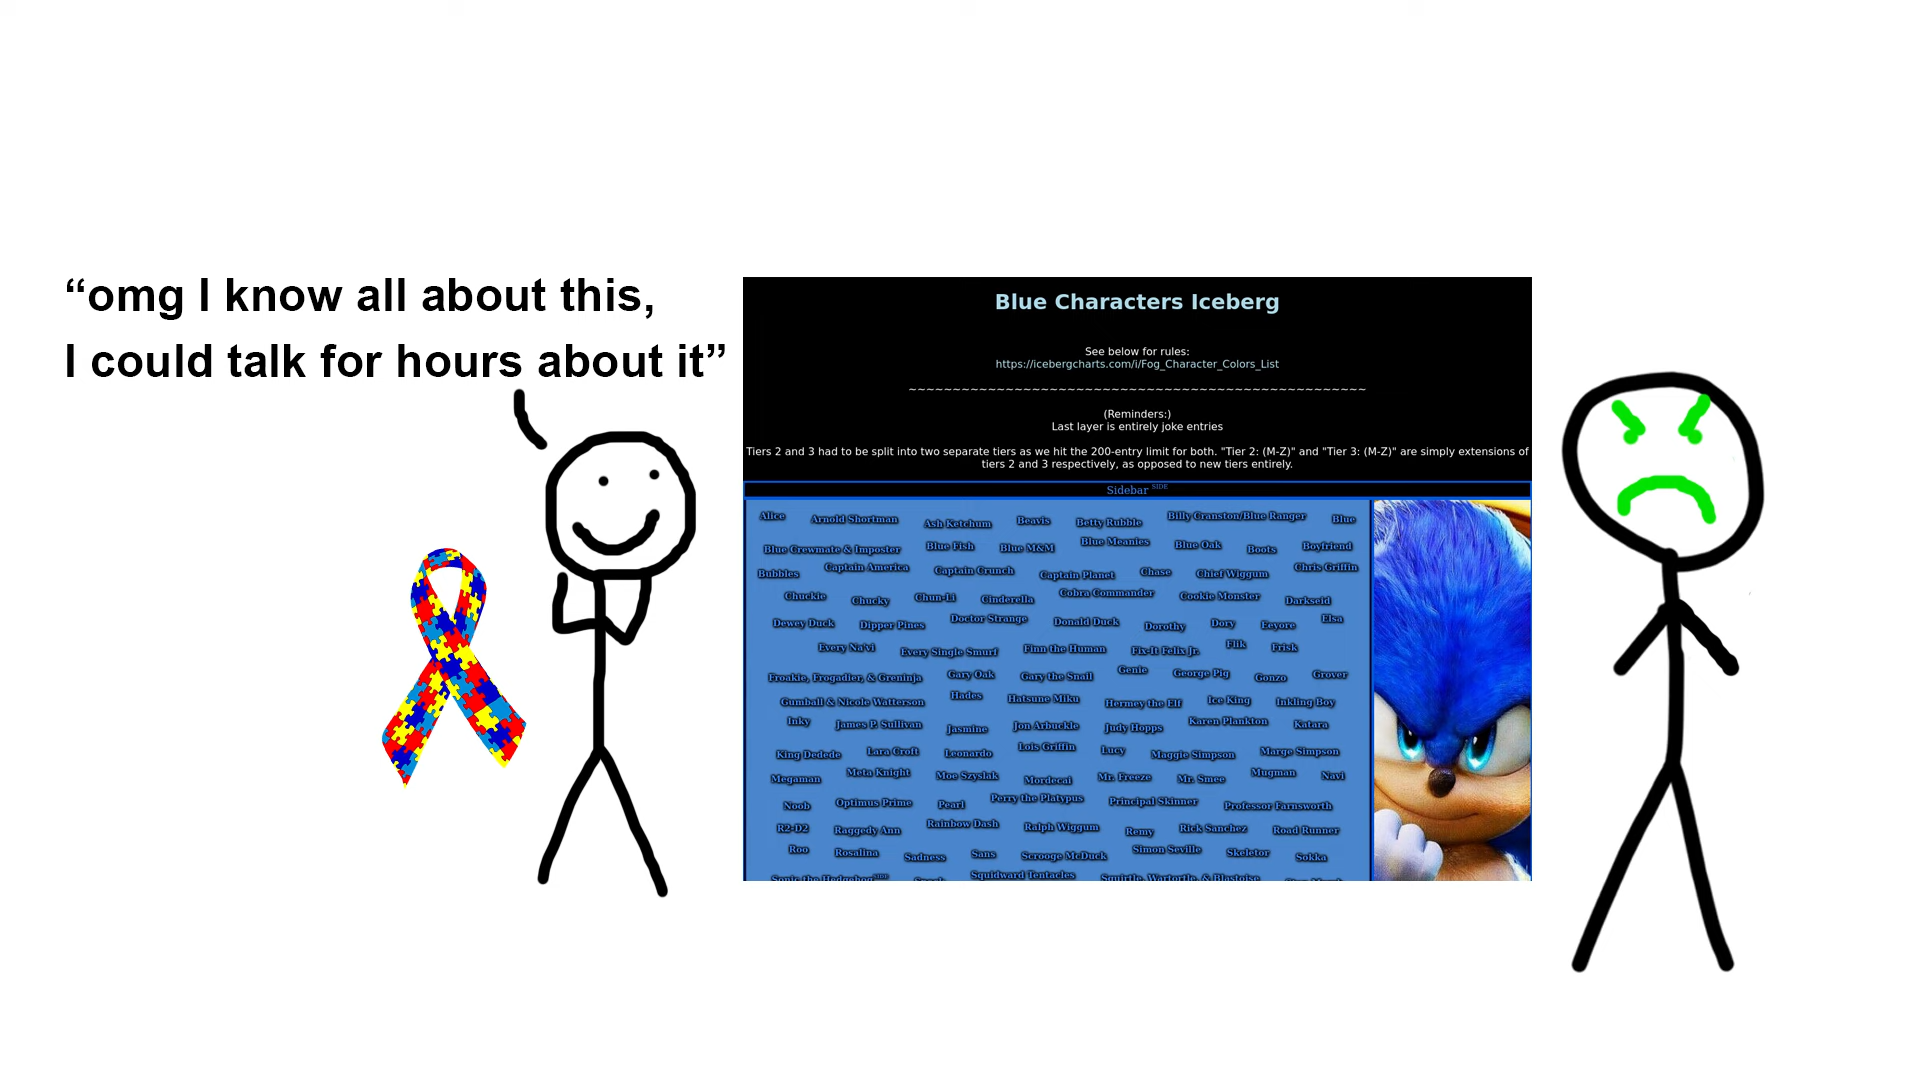 “omg I know all about this,
I could talk for hours about it”
Blue Characters Iceberg
See below for rules:
https://icebergcharts.com/i/Fog_Character_Colors_List
~~~~~~~~~~~~~~~~~~~~~~~~~~~~~~~~~~~~~~~~~~~~~~~~~~~~
(Reminders:)
Last layer is entirely joke entries
Tiers 2 and 3 had to be split into two separate tiers as we hit the 200-entry limit for both. "Tier 2: (M-Z)" and "Tier 3: (M-Z)" are simply extensions of
tiers 2 and 3 respectively, as opposed to new tiers entirely.
Sidebar SIDE
Alice Arnold Shortman Ash Ketchum Beavis Betty Rubble Billy Cranston/Blue Ranger Blue
Blue Crewmate & Imposter Blue Fish Blue M&M Blue Meanies Blue Oak Boots Boyfriend
Bubbles Captain America Captain Crunch Captain Planet Chase Chief Wiggum Chris Griffin
Chuckie Chucky Chun-Li Cinderella Cobra Commander Cookie Monster Darkseid
Dewey Duck Dipper Pines Doctor Strange Donald Duck Dorothy Dory Eeyore Elsa
Every Na'vi Every Single Smurf Finn the Human Fix-It Felix Jr. Flik Frisk
Froakie, Frogadier, & Greninja Gary Oak Gary the Snail Genie George Pig Gonzo Grover
Gumball & Nicole Watterson Hades Hatsune Miku Hermey the Elf Ice King Inkling Boy
Inky James P. Sullivan Jasmine Jon Arbuckle Judy Hopps Karen Plankton Katara
King Dedede Lara Croft Leonardo Lois Griffin Lucy Maggie Simpson Marge Simpson
Megaman Meta Knight Moe Szyslak Mordecai Mr. Freeze Mr. Smee Mugman Navi
Noob Optimus Prime Pearl Perry the Platypus Principal Skinner Professor Farnsworth
R2-D2 Raggedy Ann Rainbow Dash Ralph Wiggum Remy Rick Sanchez Road Runner
Roo Rosalina Sadness Sans Scrooge McDuck Simon Seville Skeletor Sokka
Sonic the Hedgehog SIDE Squidward Tentacles Squirtle, Wartortle, & Blastoise